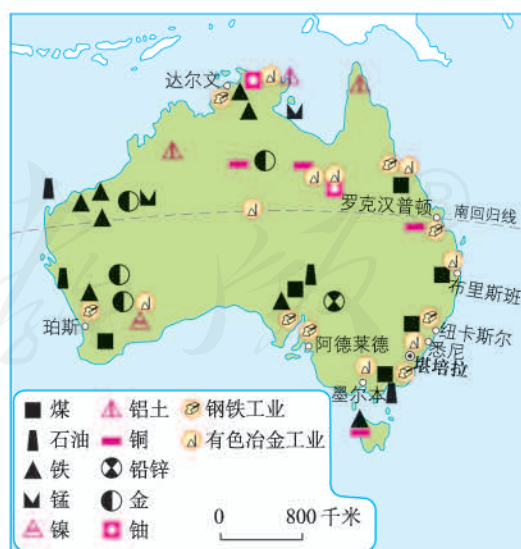 达尔文
罗克汉普顿
南回归线
布里斯班
珀斯
阿德莱德
纽卡斯尔
悉尼
堪培拉
墨尔本
煤 铝土 钢铁工业
石油 铜 有色冶金工业
铁 铅锌
锰 金
镍 铀
0 800 千米